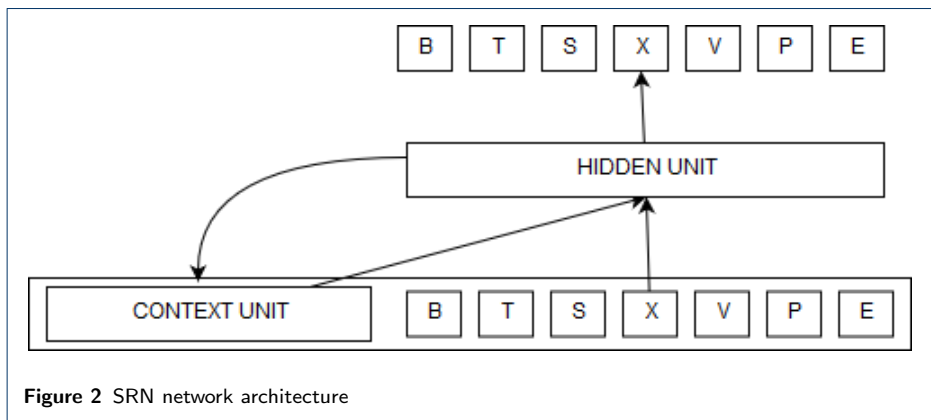 B T S X V P E
HIDDEN UNIT
CONTEXT UNIT B T S X V P E
Figure 2 SRN network architecture